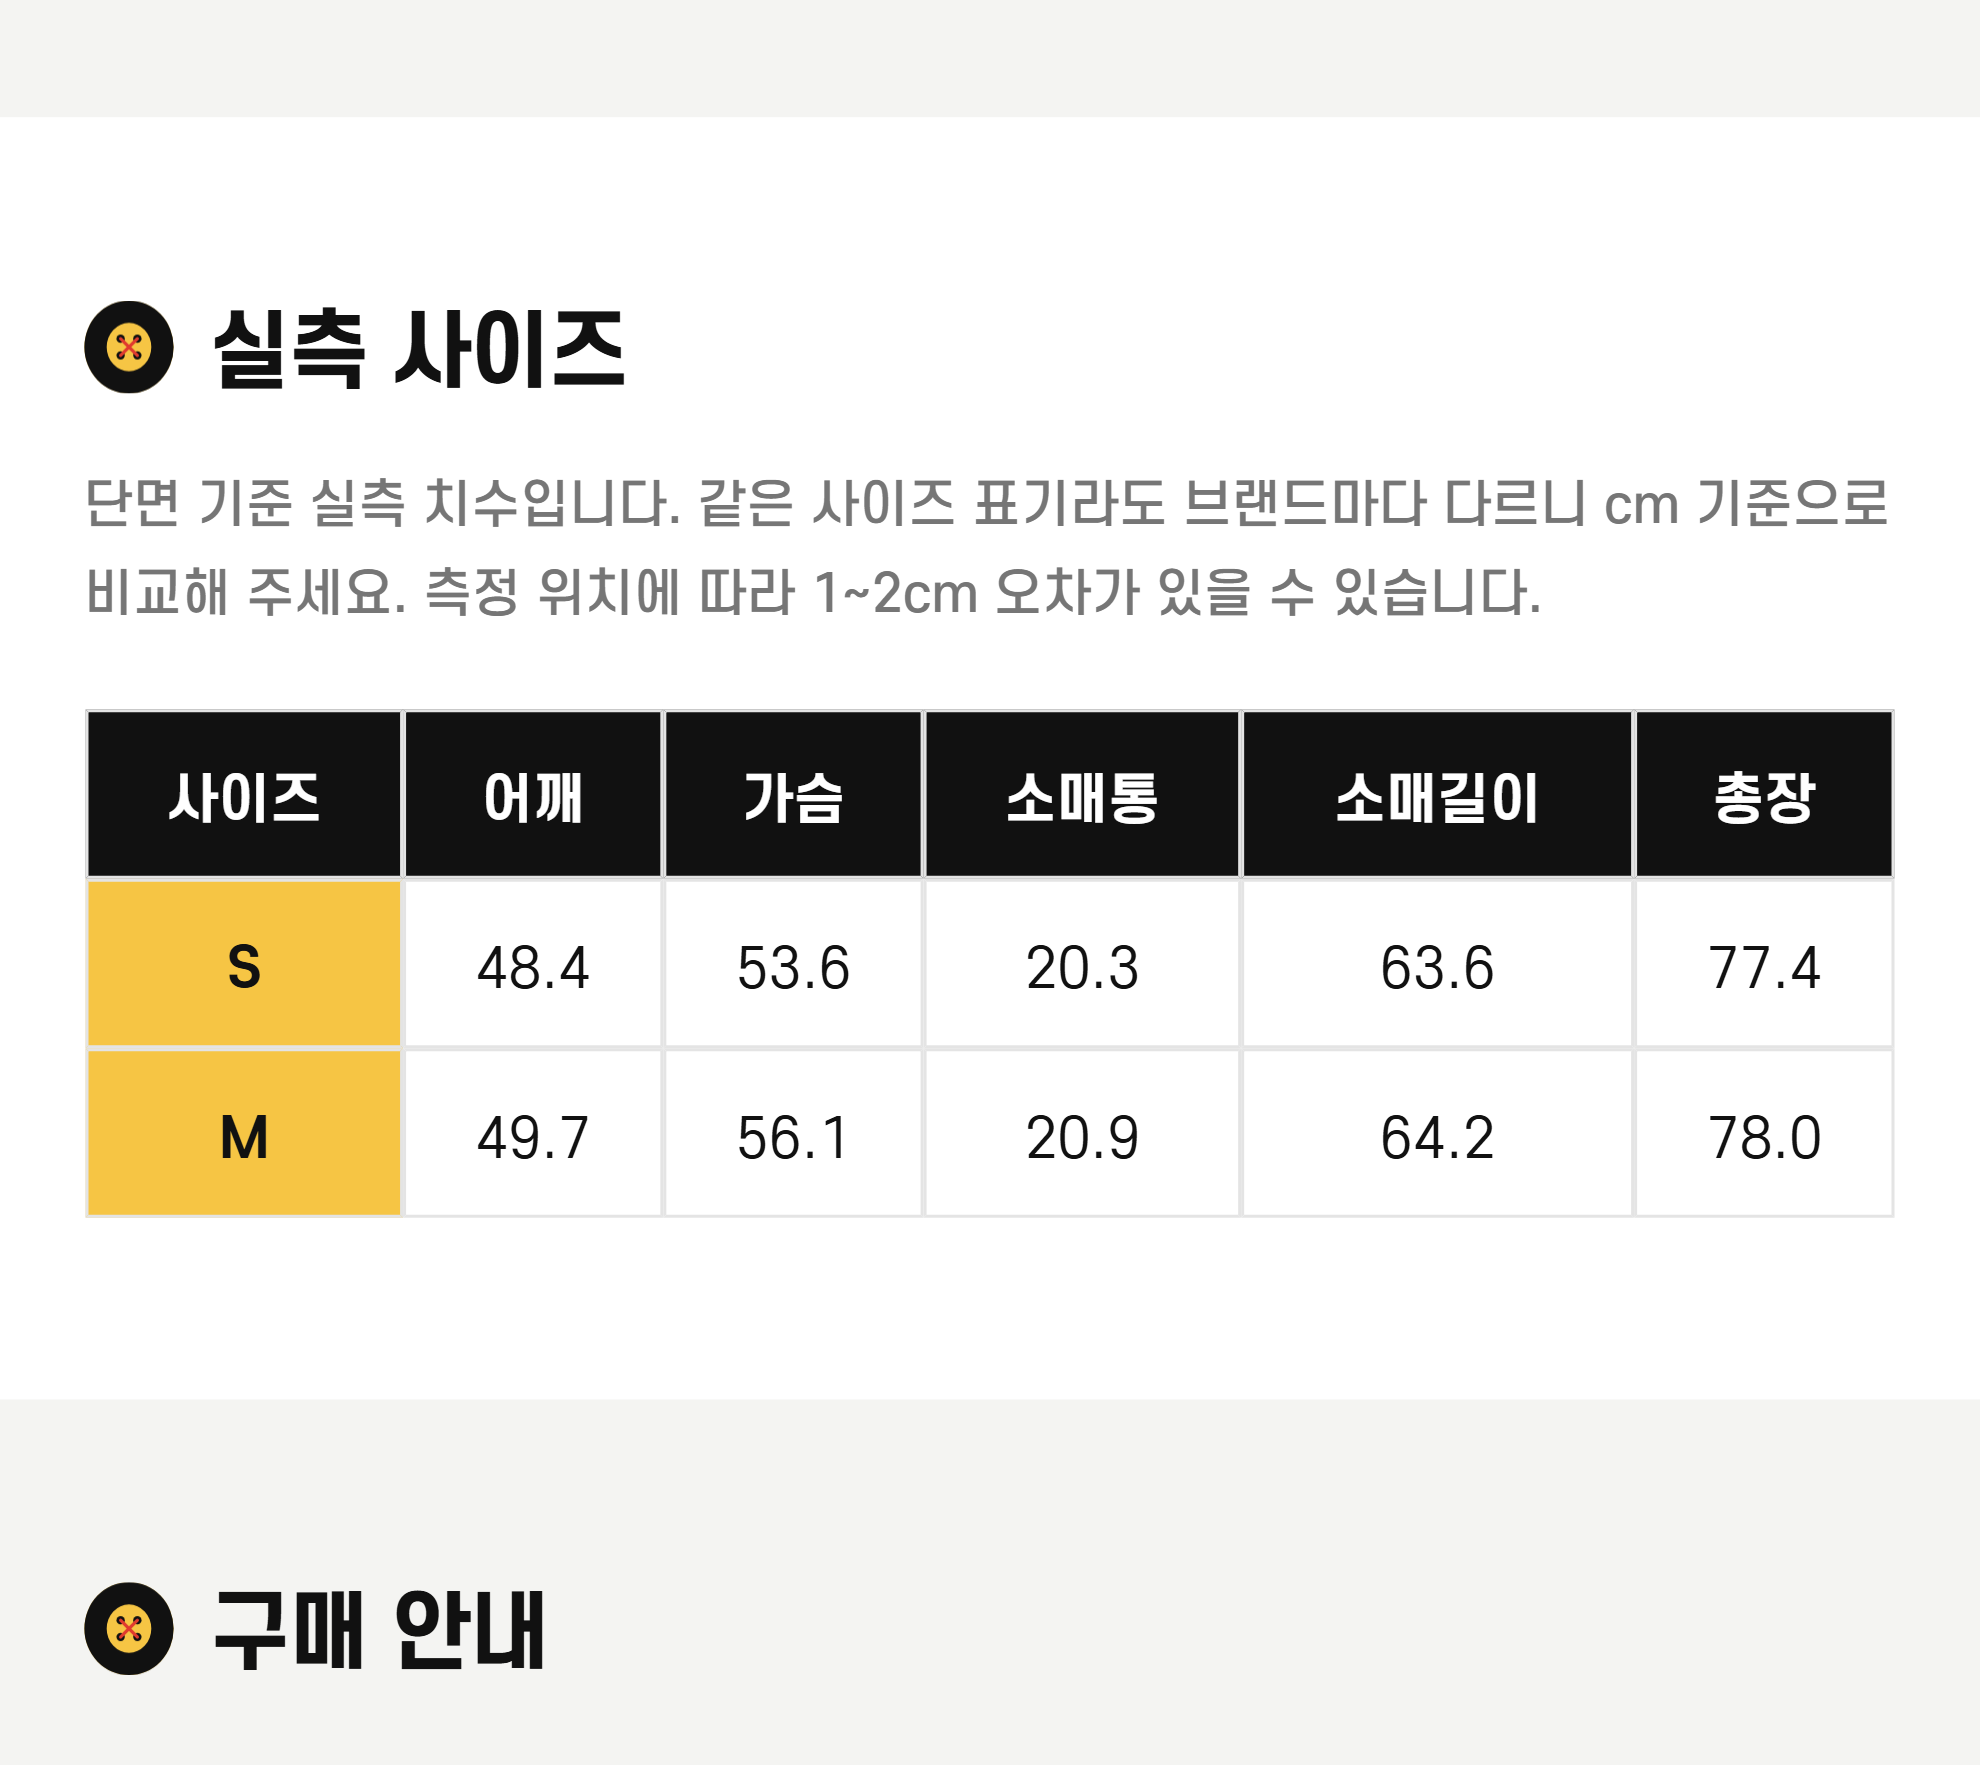 실측 사이즈
단면 기준 실측 치수입니다. 같은 사이즈 표기라도 브랜드마다 다르니 cm 기준으로
비교해 주세요. 측정 위치에 따라 1~2cm 오차가 있을 수 있습니다.
사이즈 어깨 가슴 소매통 소매길이 총장
S 48.4 53.6 20.3 63.6 77.4
M 49.7 56.1 20.9 64.2 78.0
구매 안내